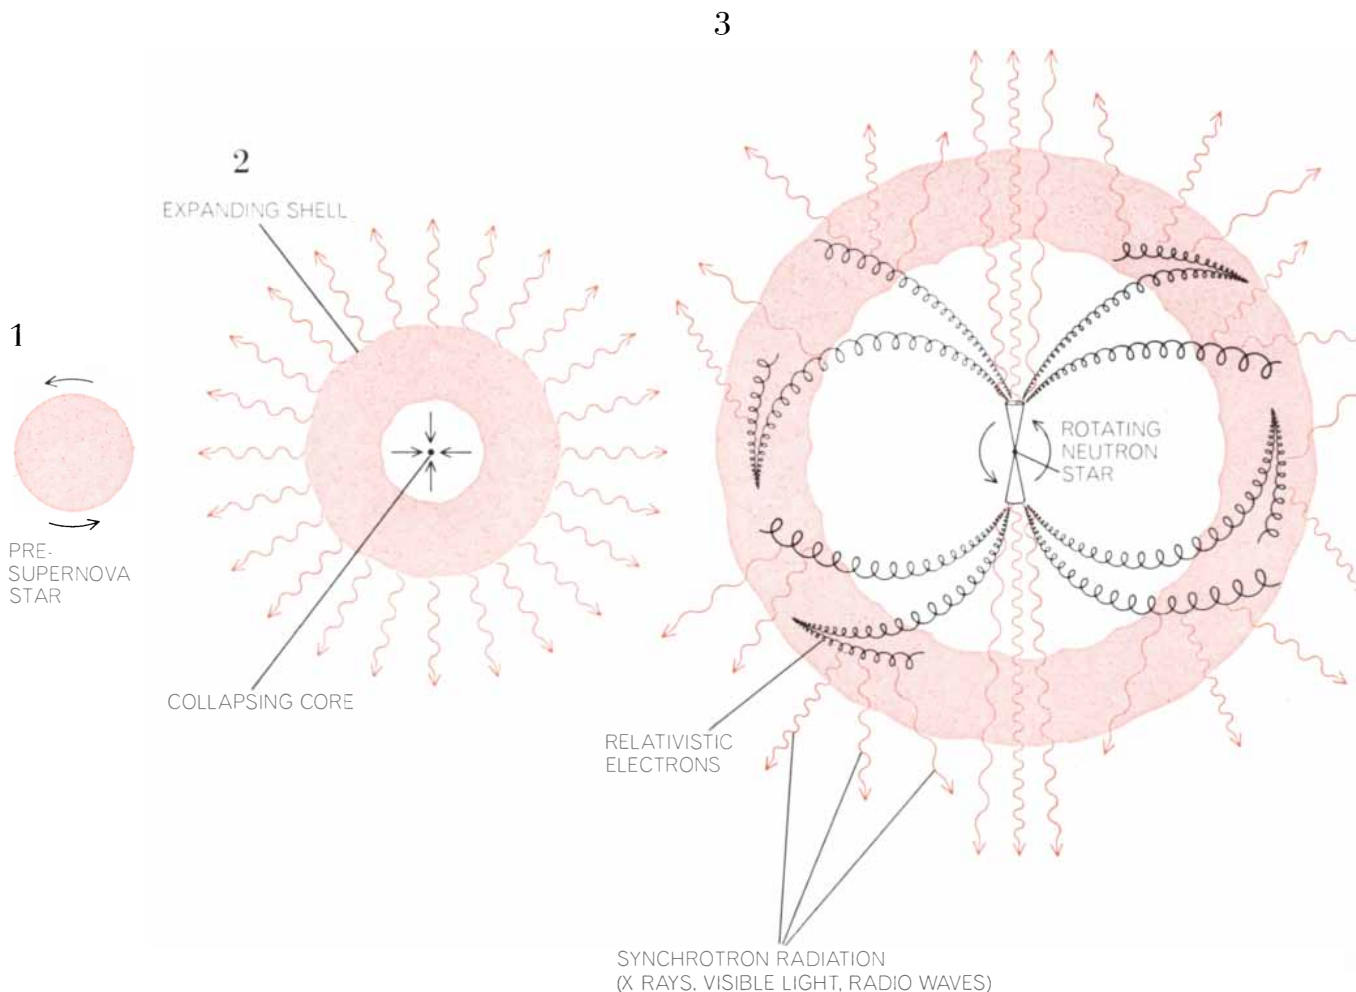 3
2
EXPANDING SHELL
1
PRE-
SUPERNOVA
STAR
COLLAPSING CORE
ROTATING
NEUTRON
STAR
RELATIVISTIC
ELECTRONS
SYNCHROTRON RADIATION
(X RAYS, VISIBLE LIGHT, RADIO WAVES)